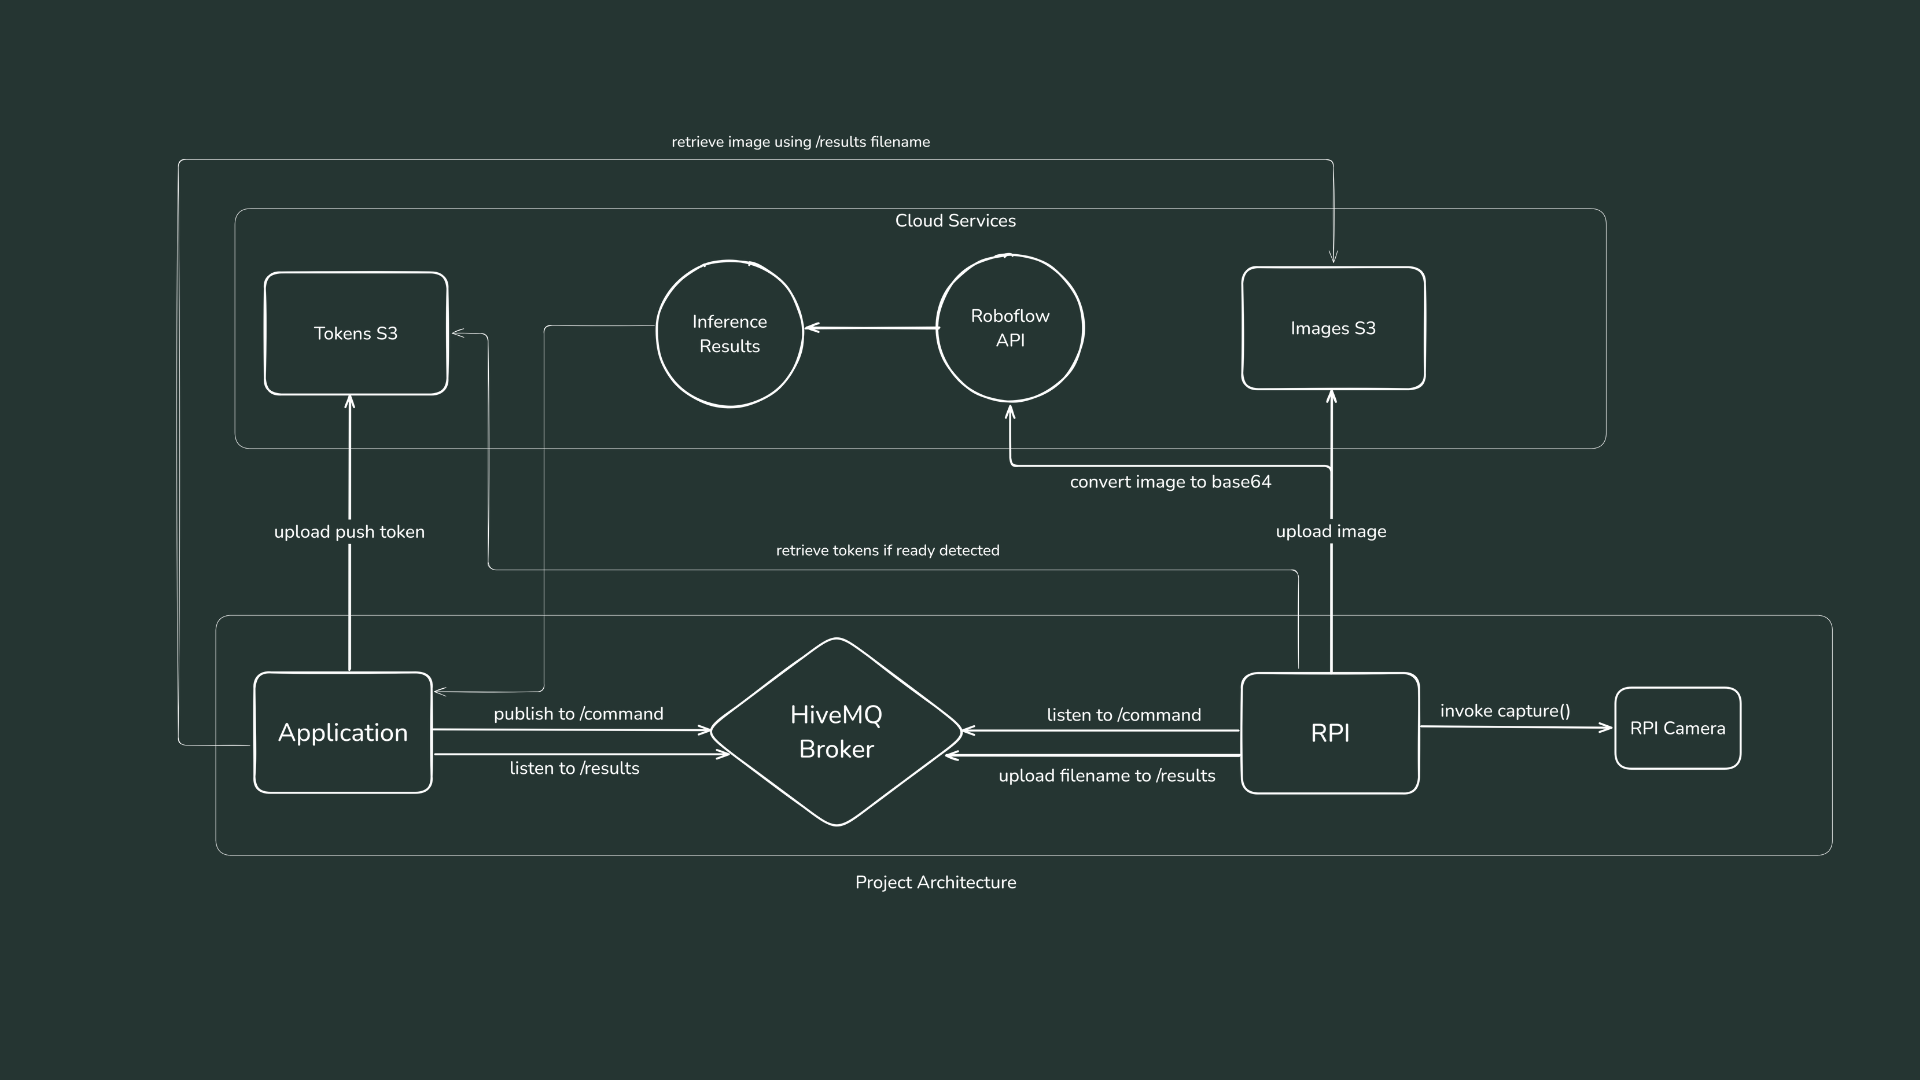 retrieve image using /results filename
Cloud Services
Tokens S3
Inference
Results
Roboflow
API
Images S3
convert image to base64
upload push token
upload image
retrieve tokens if ready detected
Application
publish to /command
listen to /results
HiveMQ
Broker
listen to /command
upload filename to /results
RPI
invoke capture()
RPI Camera
Project Architecture